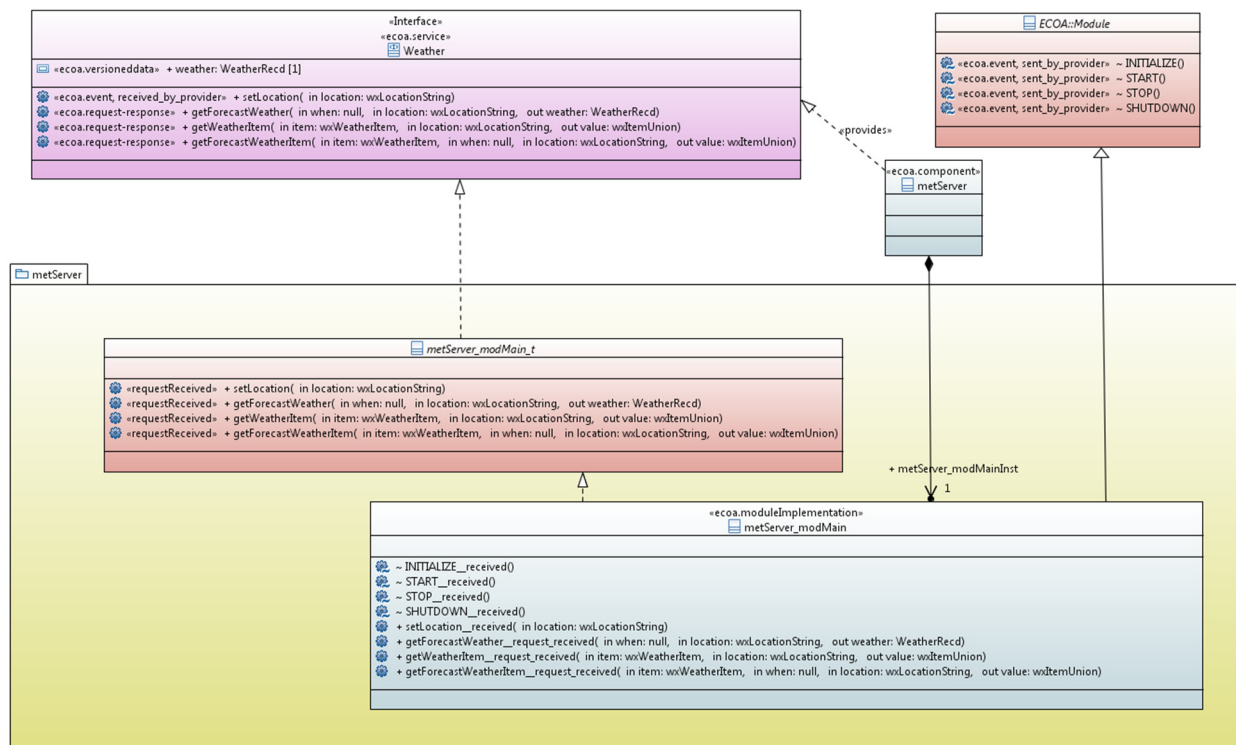 «Interface»
«ecoa.service»
Weather
«ecoa.versioneddata» + weather: WeatherRecd [1]
«ecoa.event, received_by_provider» + setLocation( in location: wxLocationString)
«ecoa.request-response» + getForecastWeather( in when: null, in location: wxLocationString, out weather: WeatherRecd)
«ecoa.request-response» + getWeatherItem( in item: wxWeatherItem, in location: wxLocationString, out value: wxItemUnion)
«ecoa.request-response» + getForecastWeatherItem( in item: wxWeatherItem, in when: null, in location: wxLocationString, out value: wxItemUnion)
ECOA::Module
«ecoa.event, sent_by_provider» ~ INITIALIZE()
«ecoa.event, sent_by_provider» ~ START()
«ecoa.event, sent_by_provider» ~ STOP()
«ecoa.event, sent_by_provider» ~ SHUTDOWN()
«provides»
«ecoa.component»
metServer
metServer
metServer_modMain_t
«requestReceived» + setLocation( in location: wxLocationString)
«requestReceived» + getForecastWeather( in when: null, in location: wxLocationString, out weather: WeatherRecd)
«requestReceived» + getWeatherItem( in item: wxWeatherItem, in location: wxLocationString, out value: wxItemUnion)
«requestReceived» + getForecastWeatherItem( in item: wxWeatherItem, in when: null, in location: wxLocationString, out value: wxItemUnion)
+ metServer_modMainInst
1
«ecoa.moduleImplementation»
metServer_modMain
~ INITIALIZE__received()
~ START__received()
~ STOP__received()
~ SHUTDOWN__received()
+ setLocation__received( in location: wxLocationString)
+ getForecastWeather__request_received( in when: null, in location: wxLocationString, out weather: WeatherRecd)
+ getWeatherItem__request_received( in item: wxWeatherItem, in location: wxLocationString, out value: wxItemUnion)
+ getForecastWeatherItem__request_received( in item: wxWeatherItem, in when: null, in location: wxLocationString, out value: wxItemUnion)